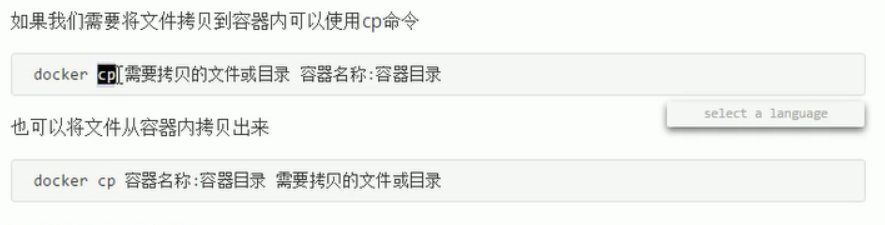 如果我们需要将文件拷贝到容器内可以使用cp命令
docker cp 需要拷贝的文件或目录 容器名称:容器目录
select a language
也可以将文件从容器内拷贝出来
docker cp 容器名称:容器目录 需要拷贝的文件或目录